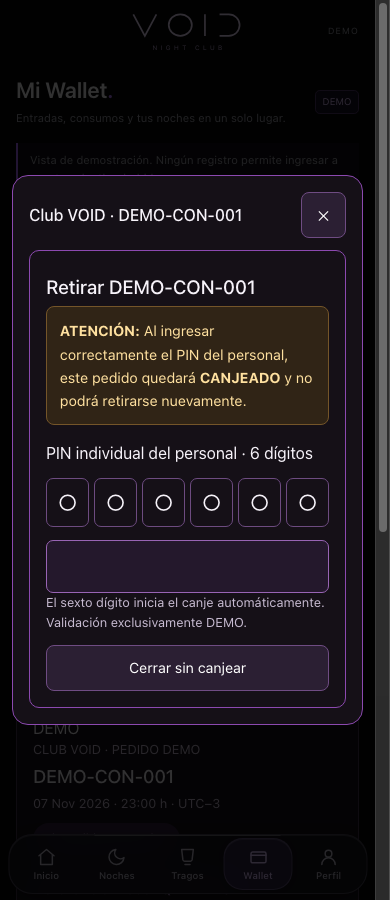 VOID
NIGHT CLUB
DEMO
Mi Wallet.
DEMO
Entradas, consumos y tus noches en un solo lugar.
Vista de demostración. Ningún registro permite ingresar a
Club VOID · DEMO-CON-001
×
Retirar DEMO-CON-001
ATENCIÓN: Al ingresar
correctamente el PIN del personal,
este pedido quedará CANJEADO y no
podrá retirarse nuevamente.
PIN individual del personal · 6 dígitos
El sexto dígito inicia el canje automáticamente.
Validación exclusivamente DEMO.
Cerrar sin canjear
DEMO
CLUB VOID · PEDIDO DEMO
DEMO-CON-001
07 Nov 2026 · 23:00 h · UTC−3
Inicio
Noches
Tragos
Wallet
Perfil